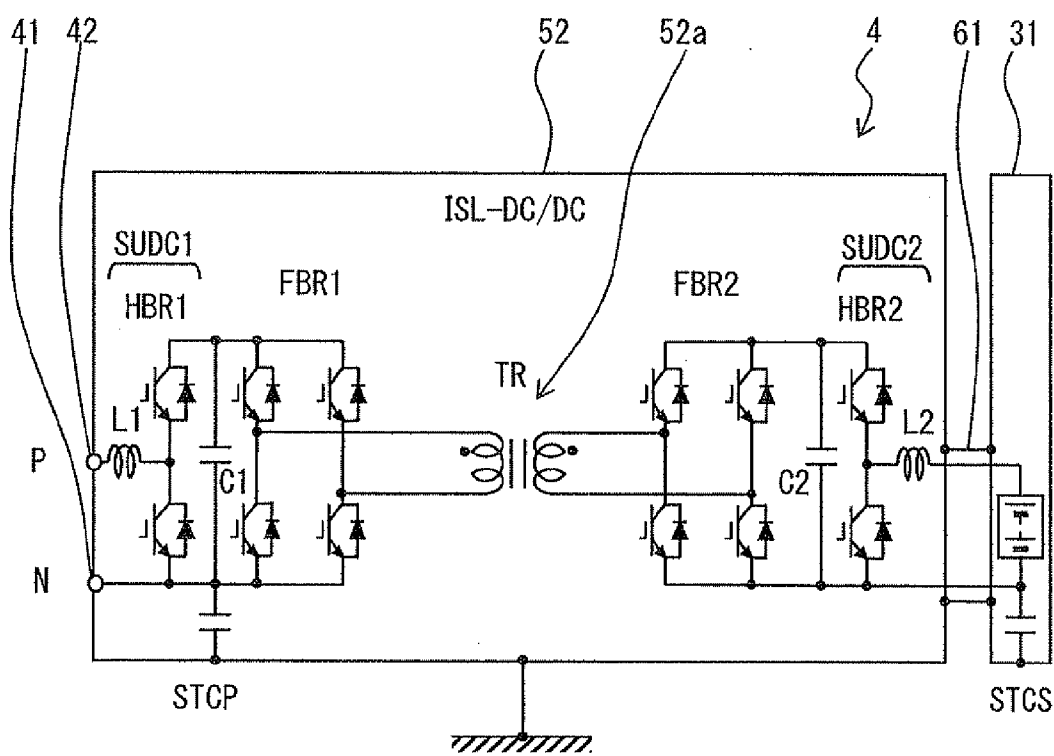 41 42 52 52a 4 61 31
ISL-DC/DC
SUDC1 SUDC2
HBR1 FBR1 FBR2 HBR2
TR
L1 L2
P
C1 C2
N
STCP STCS